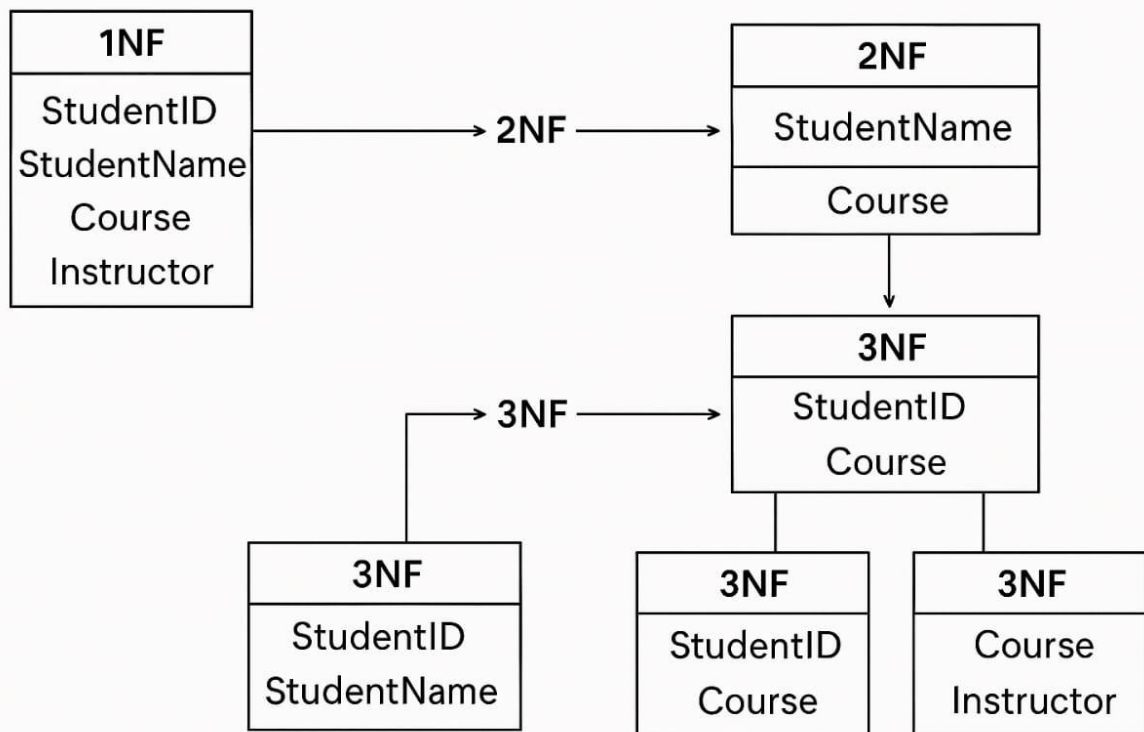 1NF
StudentID
StudentName
Course
Instructor
2NF
2NF
StudentName
Course
3NF
3NF
StudentID
Course
3NF
StudentID
StudentName
3NF
StudentID
Course
3NF
Course
Instructor